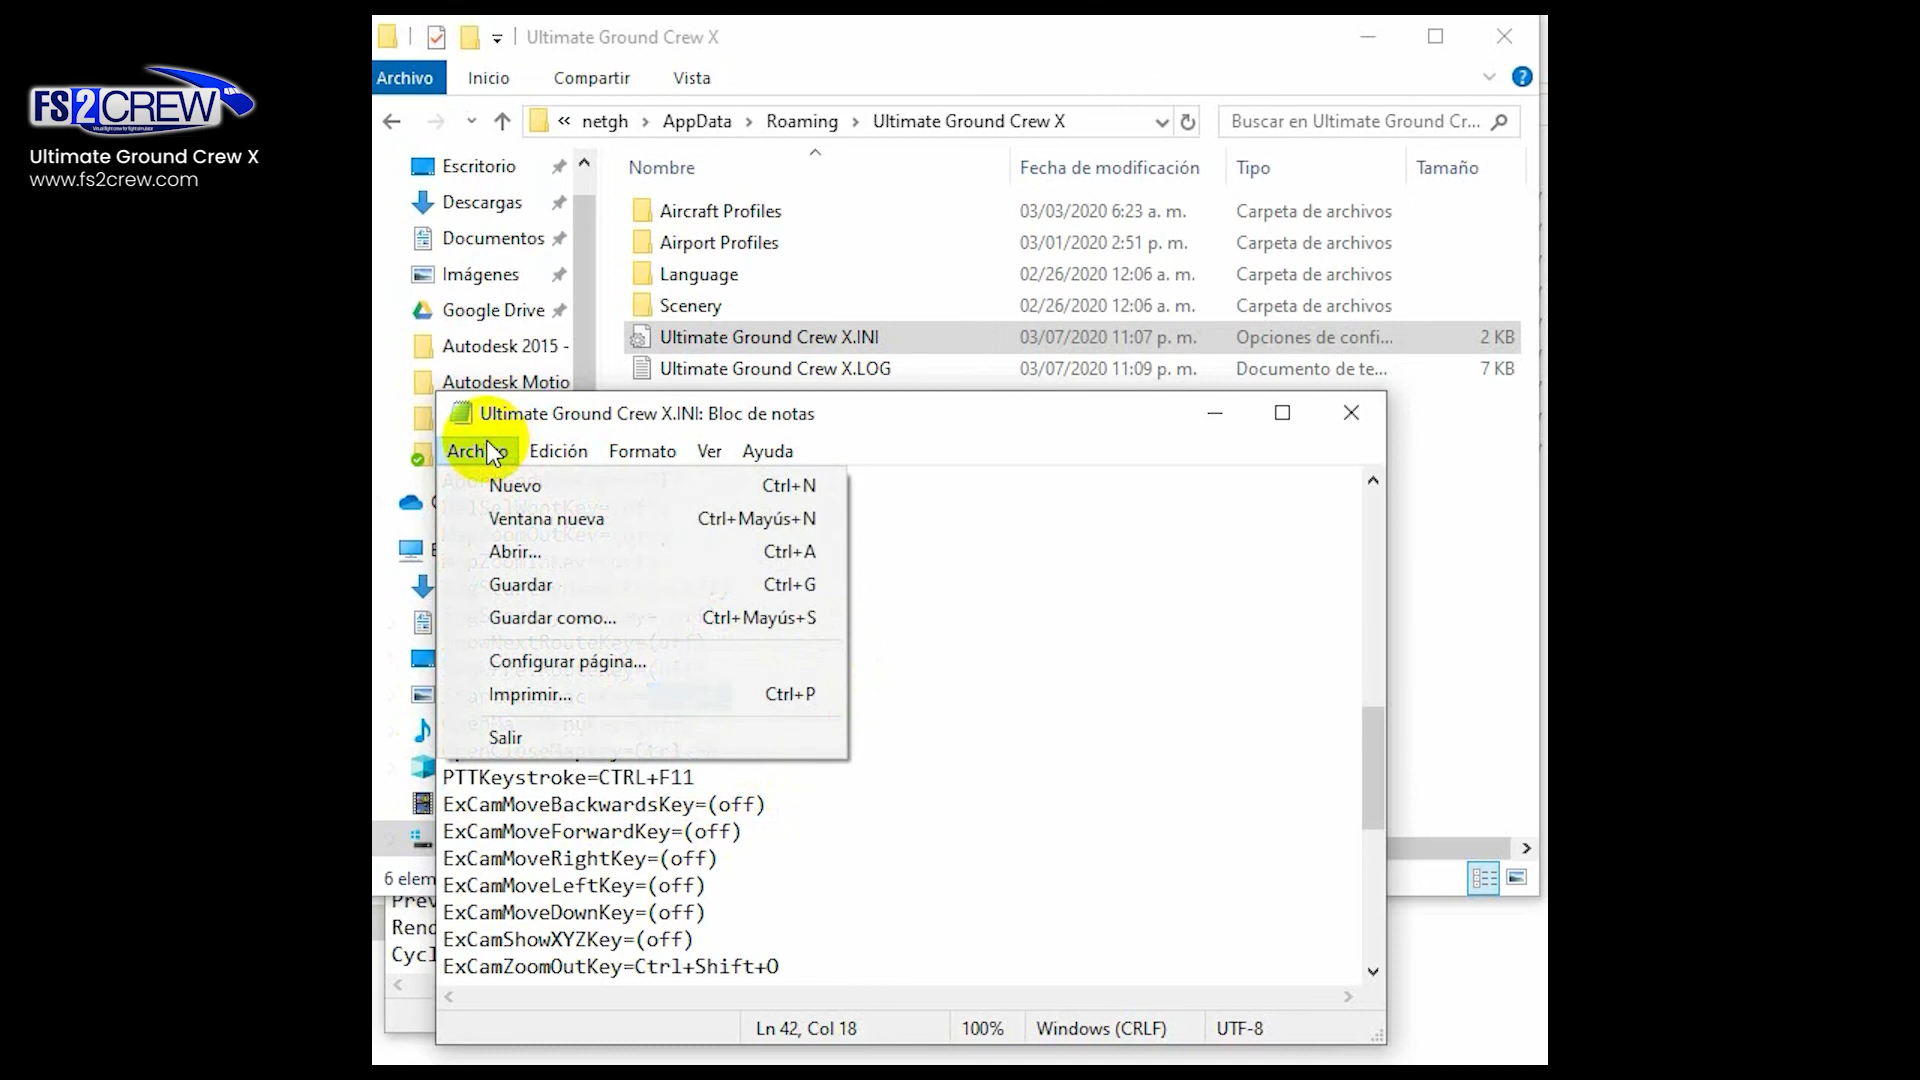 FS2CREW
Ultimate Ground Crew X
www.fs2crew.com
Ultimate Ground Crew X
Archivo Inicio Compartir Vista
« netgh > AppData > Roaming > Ultimate Ground Crew X
Buscar en Ultimate Ground Cr...
Nombre Fecha de modificación Tipo Tamaño
Escritorio
Descargas
Documentos
Imágenes
Google Drive
Autodesk 2015 -
Autodesk Motio
Aircraft Profiles 03/03/2020 6:23 a. m. Carpeta de archivos
Airport Profiles 03/01/2020 2:51 p. m. Carpeta de archivos
Language 02/26/2020 12:06 a. m. Carpeta de archivos
Scenery 02/26/2020 12:06 a. m. Carpeta de archivos
Ultimate Ground Crew X.INI 03/07/2020 11:07 p. m. Opciones de confi... 2 KB
Ultimate Ground Crew X.LOG 03/07/2020 11:09 p. m. Documento de te... 7 KB
Ultimate Ground Crew X.INI: Bloc de notas
Archivo Edición Formato Ver Ayuda
Nuevo Ctrl+N
Ventana nueva Ctrl+Mayús+N
Abrir... Ctrl+A
Guardar Ctrl+G
Guardar como... Ctrl+Mayús+S
Configurar página...
Imprimir... Ctrl+P
Salir
PTTKeystroke=CTRL+F11
ExCamMoveBackwardsKey=(off)
ExCamMoveForwardKey=(off)
ExCamMoveRightKey=(off)
ExCamMoveLeftKey=(off)
ExCamMoveDownKey=(off)
ExCamShowXYZKey=(off)
ExCamZoomOutKey=Ctrl+Shift+O
6 elem
Prev
Rend
Cycl
Ln 42, Col 18 100% Windows (CRLF) UTF-8